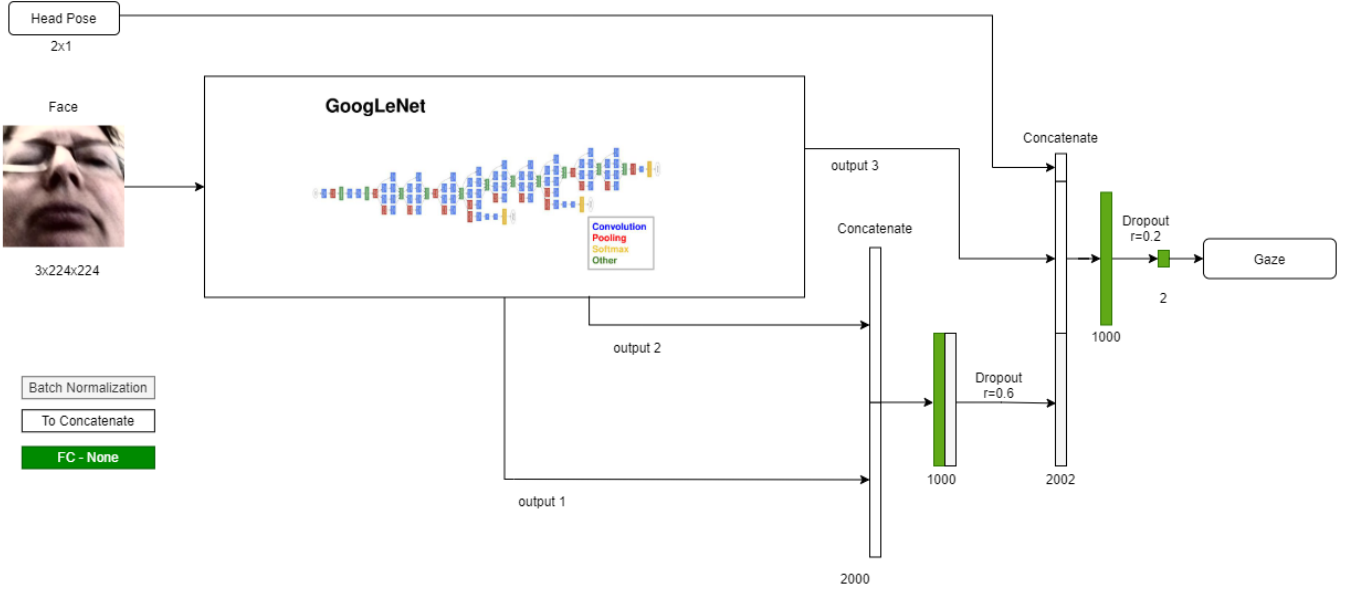 Head Pose
2x1
Face
3x224x224
GoogLeNet
Convolution
Pooling
Softmax
Other
output 3
output 2
output 1
Concatenate
2000
1000
Dropout
r=0.6
Concatenate
2002
1000
Dropout
r=0.2
2
Gaze
Batch Normalization
To Concatenate
FC - None